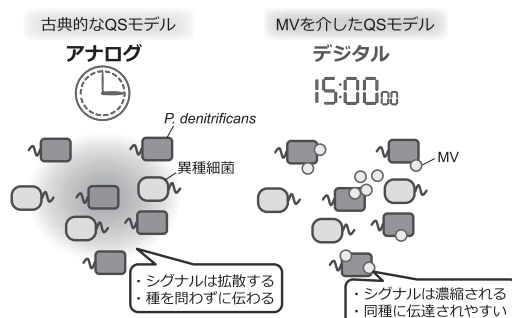 古典的なQSモデル
アナログ
P. denitrificans
異種細菌
・シグナルは拡散する
・種を問わずに伝わる
MVを介したQSモデル
デジタル
15:00 00
MV
・シグナルは濃縮される
・同種に伝達されやすい